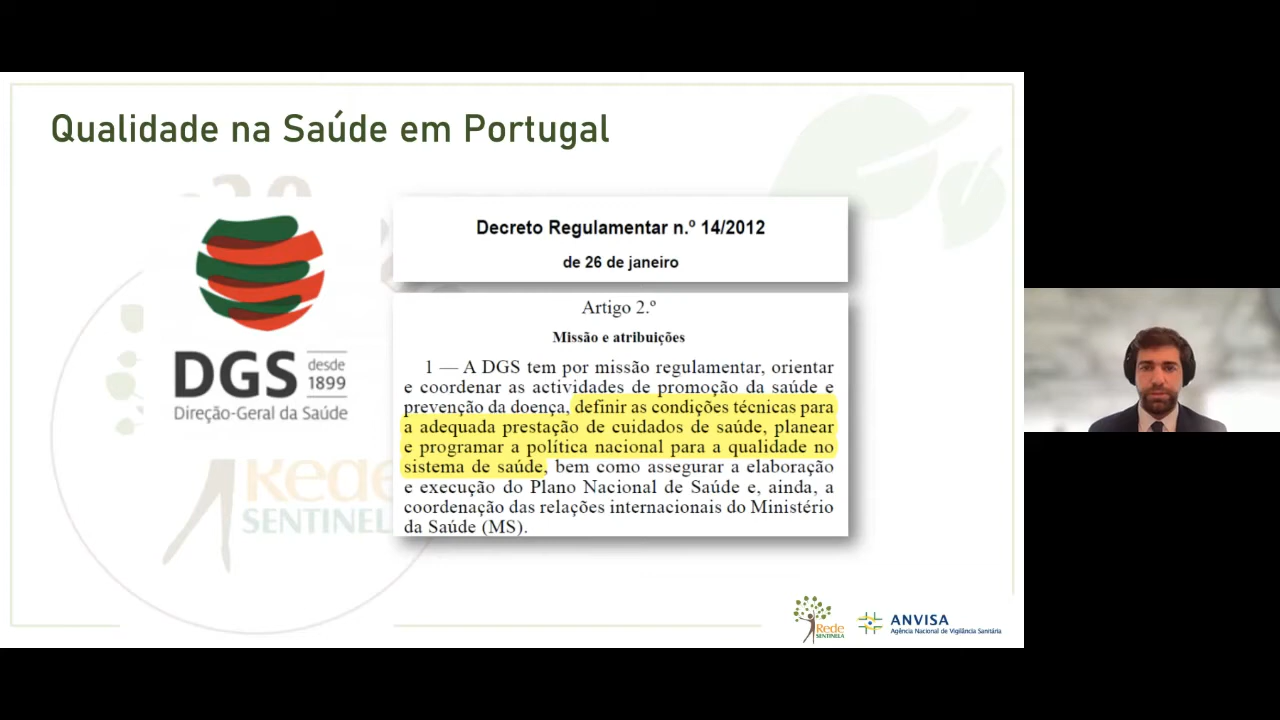 Qualidade na Saúde em Portugal
DGS
desde
1899
Direção-Geral da Saúde
Decreto Regulamentar n.º 14/2012
de 26 de janeiro
Artigo 2.º
Missão e atribuições
1 — A DGS tem por missão regulamentar, orientar
e coordenar as actividades de promoção da saúde e
prevenção da doença, definir as condições técnicas para
a adequada prestação de cuidados de saúde, planear
e programar a política nacional para a qualidade no
sistema de saúde, bem como assegurar a elaboração
e execução do Plano Nacional de Saúde e, ainda, a
coordenação das relações internacionais do Ministério
da Saúde (MS).
Rede
SENTINELA
Rede
SENTINELA
ANVISA
Agência Nacional de Vigilância Sanitária